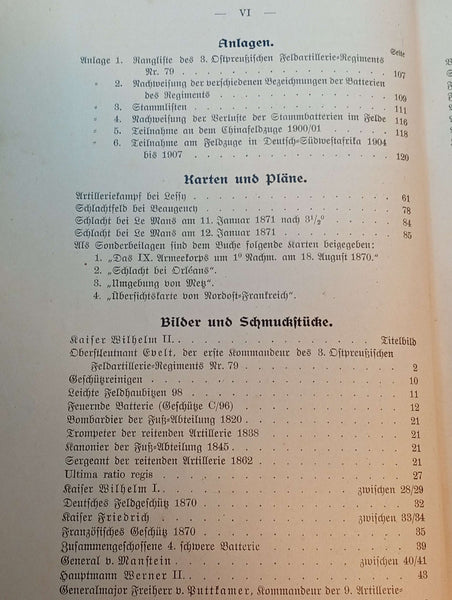 — VI —
Anlagen.
Seite
Anlage 1. Rangliste des 3. Ostpreußischen Feldartillerie-Regiments
Nr. 79 . . . 107
" 2. Nachweisung der verschiedenen Bezeichnungen der Batterien
des Regiments . . . 109
" 3. Stammlisten . . . 111
" 4. Nachweisung der Verluste der Stammbatterien im Felde 116
" 5. Teilnahme an dem Chinafeldzuge 1900/01 . . . 118
" 6. Teilnahme am Feldzuge in Deutsch-Südwestafrika 1904
bis 1907 . . . 120
Karten und Pläne.
Artilleriekampf bei Lessy . . . 61
Schlachtfeld bei Beaugency . . . 78
Schlacht bei Le Mans am 11. Januar 1871 nach 3½⁰ . . . 84
Schlacht bei Le Mans am 12. Januar 1871 . . . 85
Als Sonderbeilagen sind dem Buche folgende Karten beigegeben:
1. „Das IX. Armeekorps um 1⁰ Nachm. am 18. August 1870.“
2. „Schlacht bei Orléans“.
3. „Umgebung von Metz“.
4. „Übersichtskarte von Nordost-Frankreich“.
Bilder und Schmuckstücke.
Kaiser Wilhelm II. . . . Titelbild
Oberstleutnant Evelt, der erste Kommandeur des 3. Ostpreußischen
Feldartillerie-Regiments Nr. 79 . . . 2
Geschützreinigen . . . 10
Leichte Feldhaubitzen 98 . . . 11
Feuernde Batterie (Geschütze C/96) . . . 12
Bombardier der Fuß-Abteilung 1820 . . . 21
Trompeter der reitenden Artillerie 1838 . . . 21
Kanonier der Fuß-Abteilung 1845 . . . 21
Sergeant der reitenden Artillerie 1862 . . . 21
Ultima ratio regis . . . 27
Kaiser Wilhelm I. . . . zwischen 28/29
Deutsches Feldgeschütz 1870 . . . 32
Kaiser Friedrich . . . zwischen 33/34
Französisches Geschütz 1870 . . . 35
Zusammengeschossene 4. schwere Batterie . . . 39
General v. Manstein . . . zwischen 40/41
Hauptmann Werner II. . . . 43
Generalmajor Freiherr v. Puttkamer, Kommandeur der 9. Artillerie-